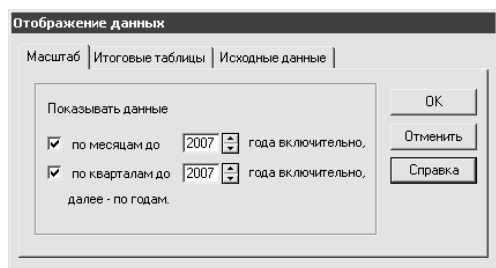 Отображение данных
Масштаб Итоговые таблицы Исходные данные
Показывать данные
по месяцам до 2007 года включительно,
по кварталам до 2007 года включительно,
далее - по годам.
OK
Отменить
Справка